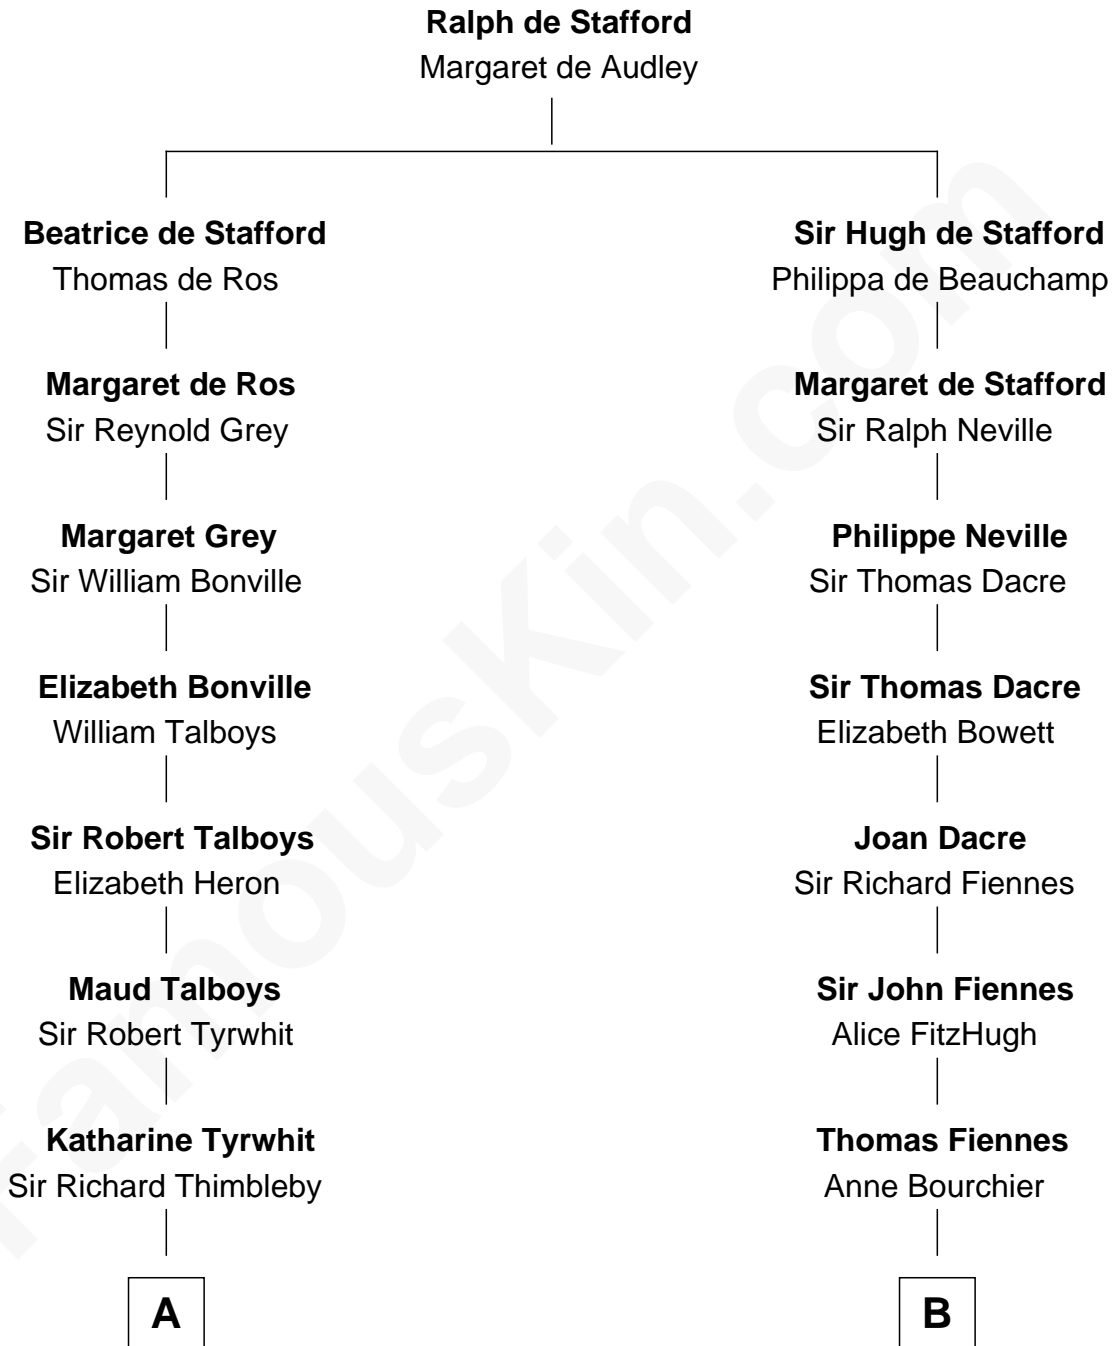 Ralph de Stafford
Margaret de Audley
Beatrice de Stafford
Thomas de Ros
Sir Hugh de Stafford
Philippa de Beauchamp
Margaret de Ros
Sir Reynold Grey
Margaret de Stafford
Sir Ralph Neville
Margaret Grey
Sir William Bonville
Philippe Neville
Sir Thomas Dacre
Elizabeth Bonville
William Talboys
Sir Thomas Dacre
Elizabeth Bowett
Sir Robert Talboys
Elizabeth Heron
Joan Dacre
Sir Richard Fiennes
Maud Talboys
Sir Robert Tyrwhit
Sir John Fiennes
Alice FitzHugh
Katharine Tyrwhit
Sir Richard Thimbleby
Thomas Fiennes
Anne Bourchier
A
B
FamousKin.com